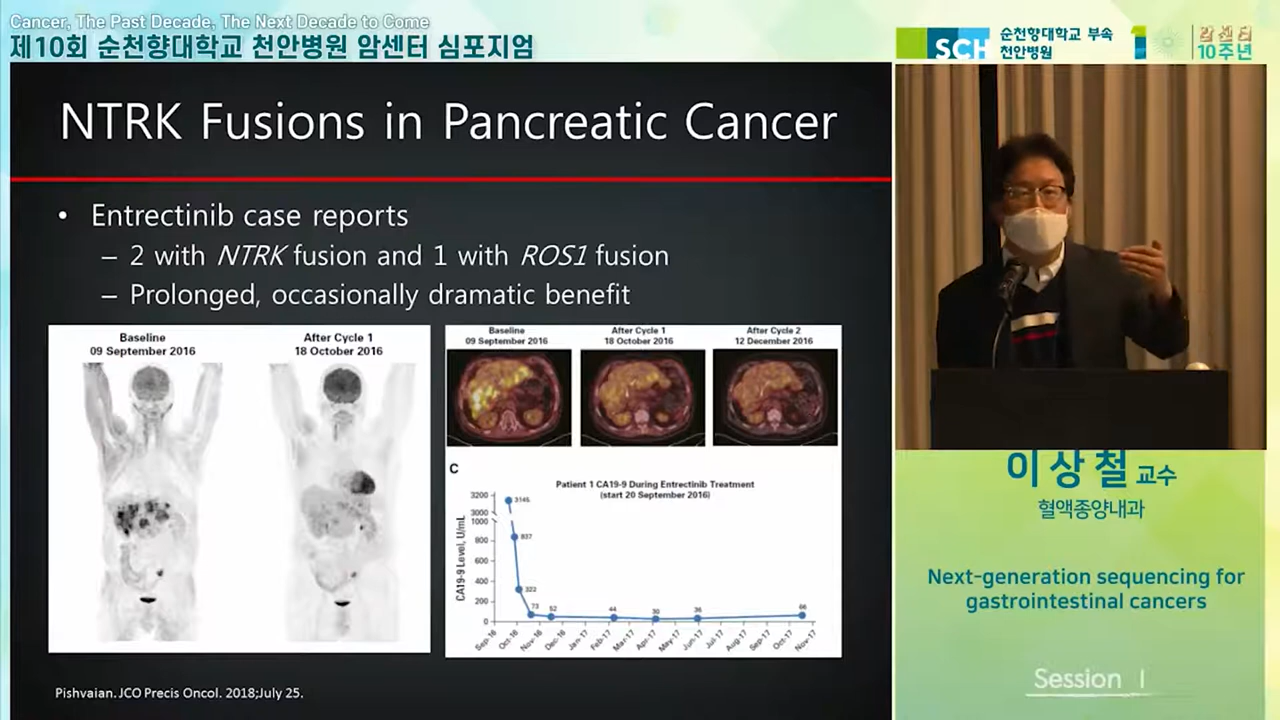 Cancer, The Past Decade, The Next Decade to Come
제10회 순천향대학교 천안병원 암센터 심포지엄
SCH
순천향대학교 부속
천안병원
1
암센터
10주년
NTRK Fusions in Pancreatic Cancer
• Entrectinib case reports
– 2 with NTRK fusion and 1 with ROS1 fusion
– Prolonged, occasionally dramatic benefit
Baseline
09 September 2016
After Cycle 1
18 October 2016
Baseline
09 September 2016
After Cycle 1
18 October 2016
After Cycle 2
12 December 2016
C
Patient 1 CA19-9 During Entrectinib Treatment
(start 20 September 2016)
CA19-9 Level, U/mL
3200
3000
1000
800
600
400
200
0
3145
837
322
73
52
44
30
36
66
Sep-16
Oct-16
Nov-16
Dec-16
Jan-17
Feb-17
Mar-17
Apr-17
May-17
Jun-17
Jul-17
Aug-17
Sep-17
Oct-17
Nov-17
Pishvaian. JCO Precis Oncol. 2018;July 25.
이 상 철 교수
혈액종양내과
Next-generation sequencing for
gastrointestinal cancers
Session I